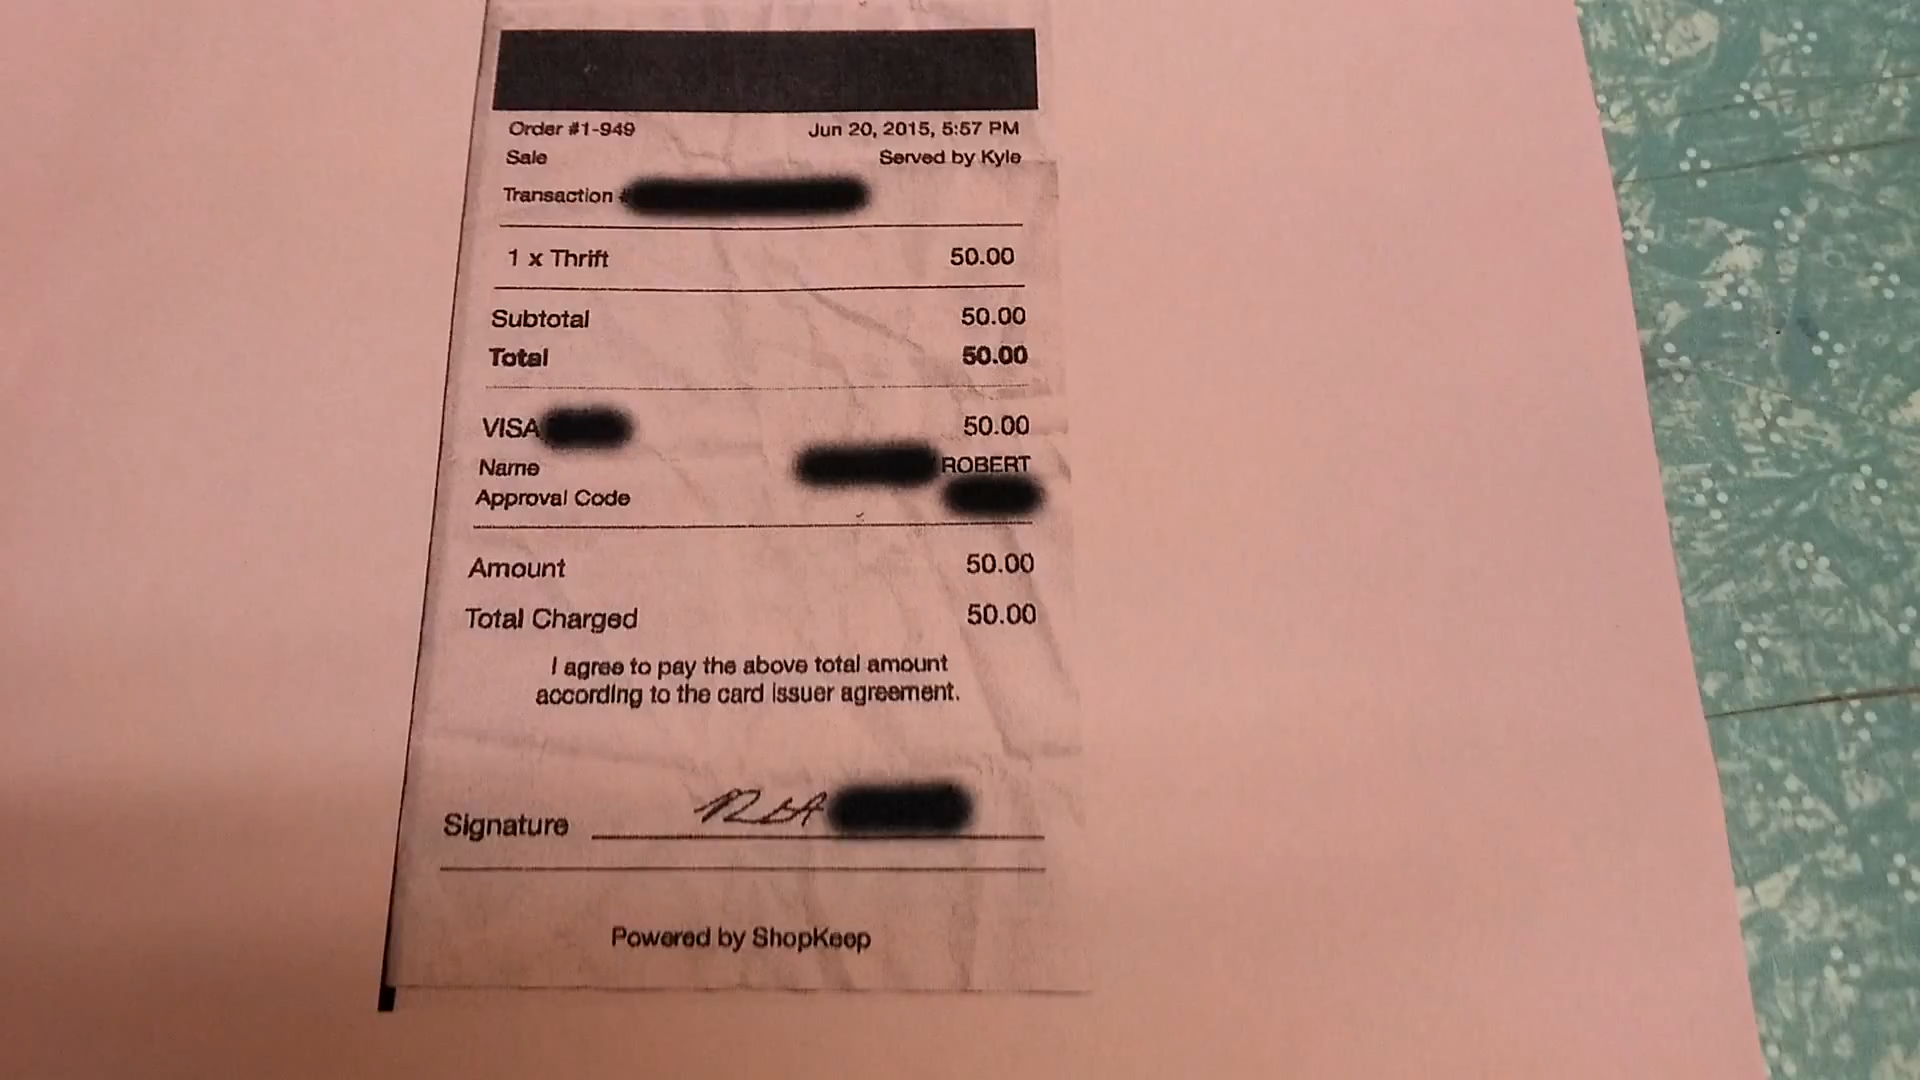 Order #1-949 Jun 20, 2015, 5:57 PM
Sale Served by Kyle
Transaction #
1 x Thrift 50.00
Subtotal 50.00
Total 50.00
VISA 50.00
Name ROBERT
Approval Code
Amount 50.00
Total Charged 50.00
I agree to pay the above total amount
according to the card issuer agreement.
Signature
Powered by ShopKeep